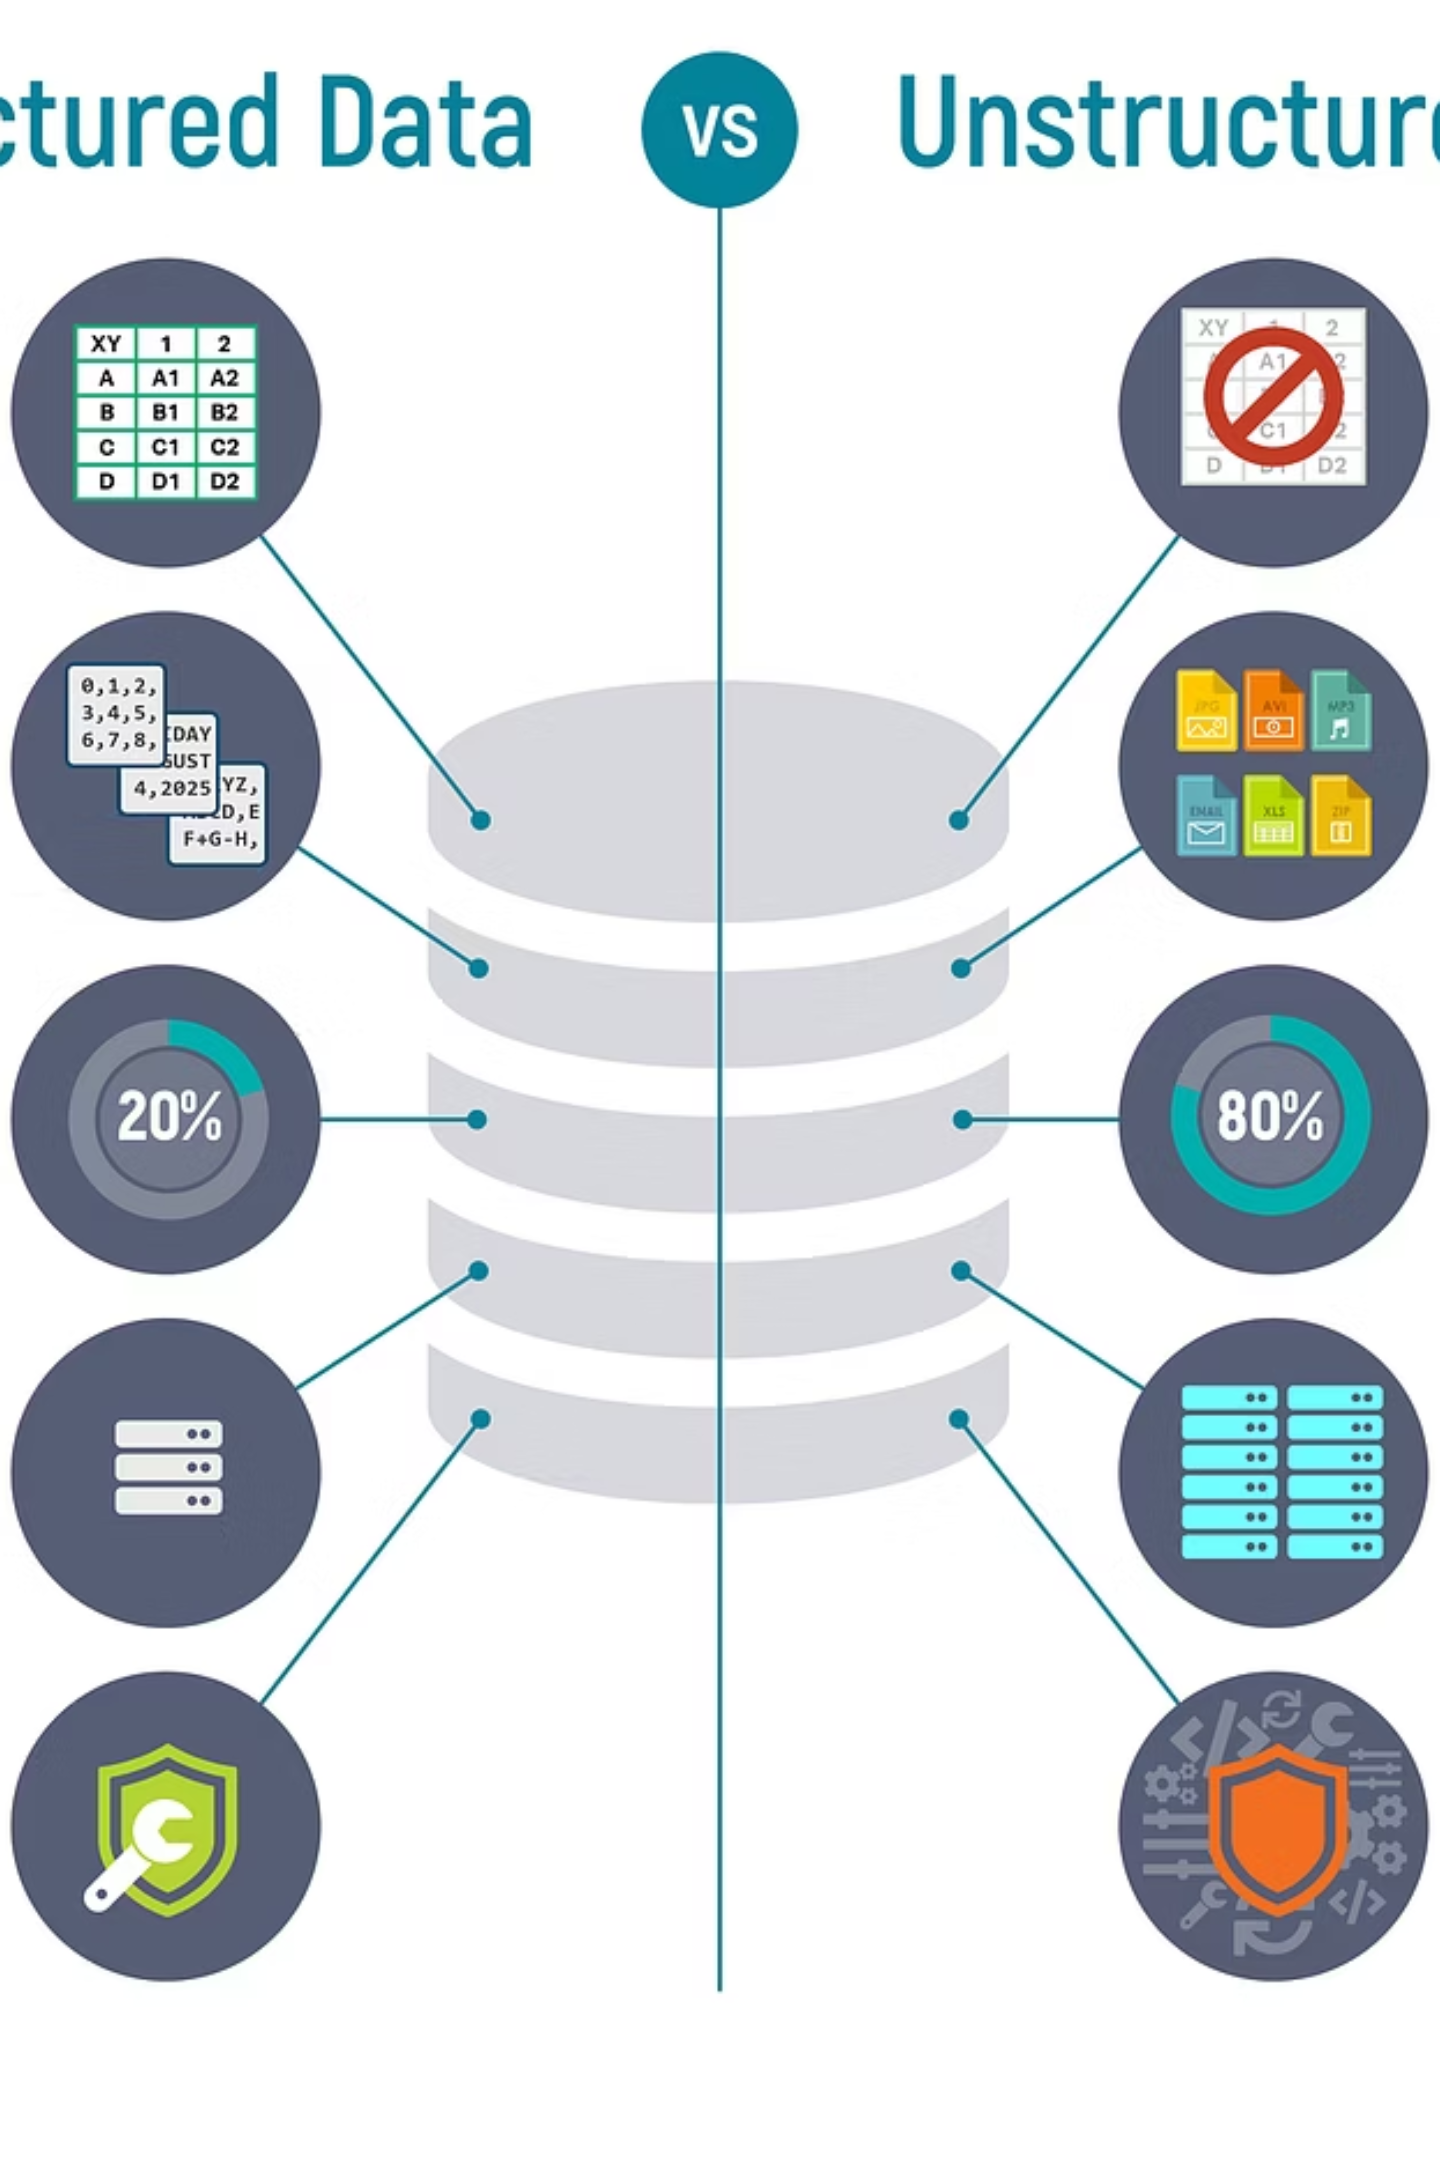 ctured Data
VS
Unstructur
XY 1 2
A A1 A2
B B1 B2
C C1 C2
D D1 D2
XY 2
A1
C1
D D2
0,1,2,
3,4,5,
6,7,8,
DAY
GUST
4,2025
YZ,
D,E
F+G-H,
JPG AVI MP3
EMAIL XLS ZIP
20%
80%